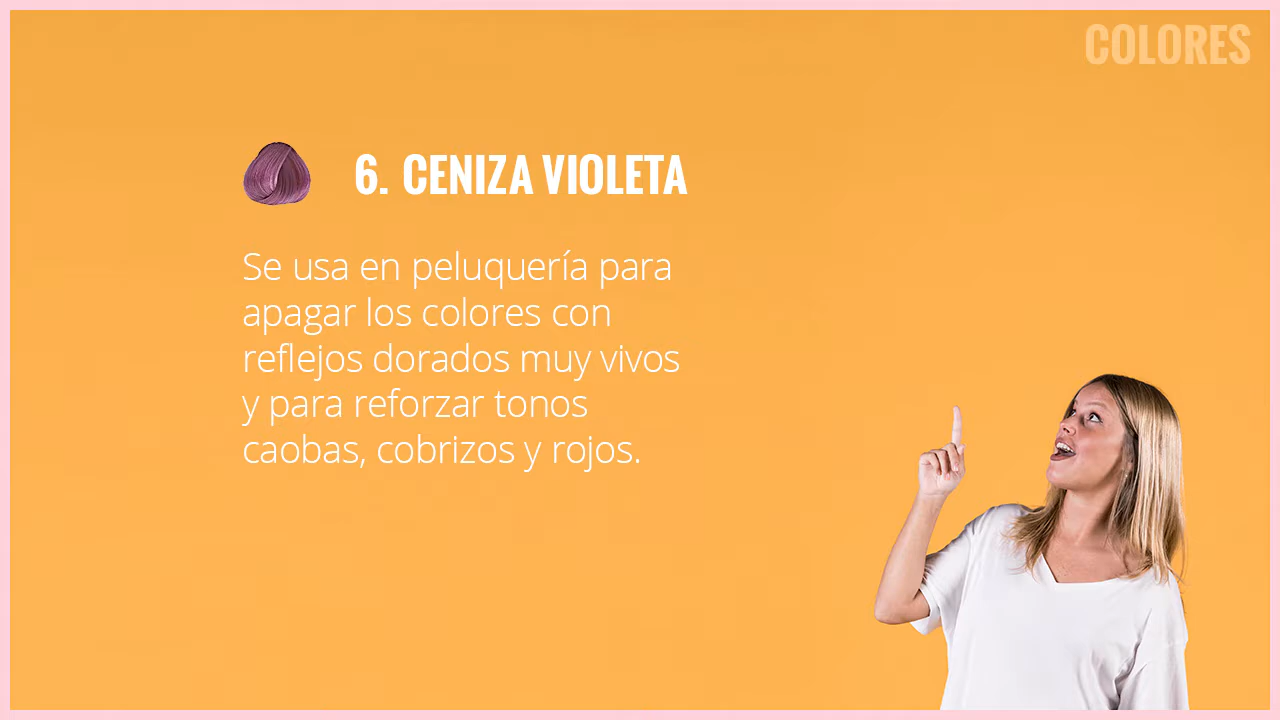 COLORES
6. CENIZA VIOLETA
Se usa en peluquería para
apagar los colores con
reflejos dorados muy vivos
y para reforzar tonos
caobas, cobrizos y rojos.